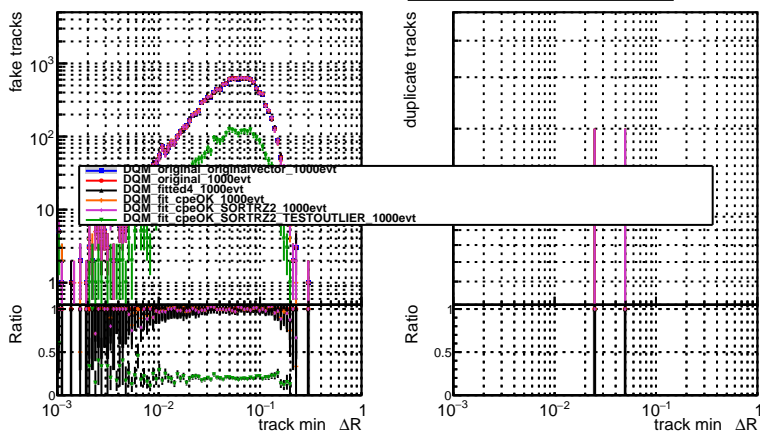 fake tracks
10³
10²
10
1
Ratio
1
0.5
0
10⁻³
10⁻²
10⁻¹
1
track min ΔR
DQM_original_originalvector_1000evt
DQM_original_1000evt
DQM_fitted4_1000evt
DQM_fit_cpeOK_1000evt
DQM_fit_cpeOK_SORTRZ2_1000evt
DQM_fit_cpeOK_SORTRZ2_TESTOUTLIER_1000evt
duplicate tracks
Ratio
1
0.5
0
10⁻³
10⁻²
10⁻¹
1
track min ΔR